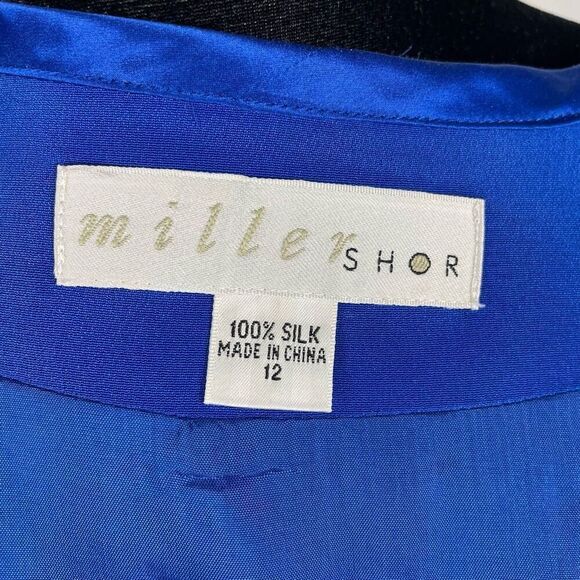 miller
SHOR
100% SILK
MADE IN CHINA
12